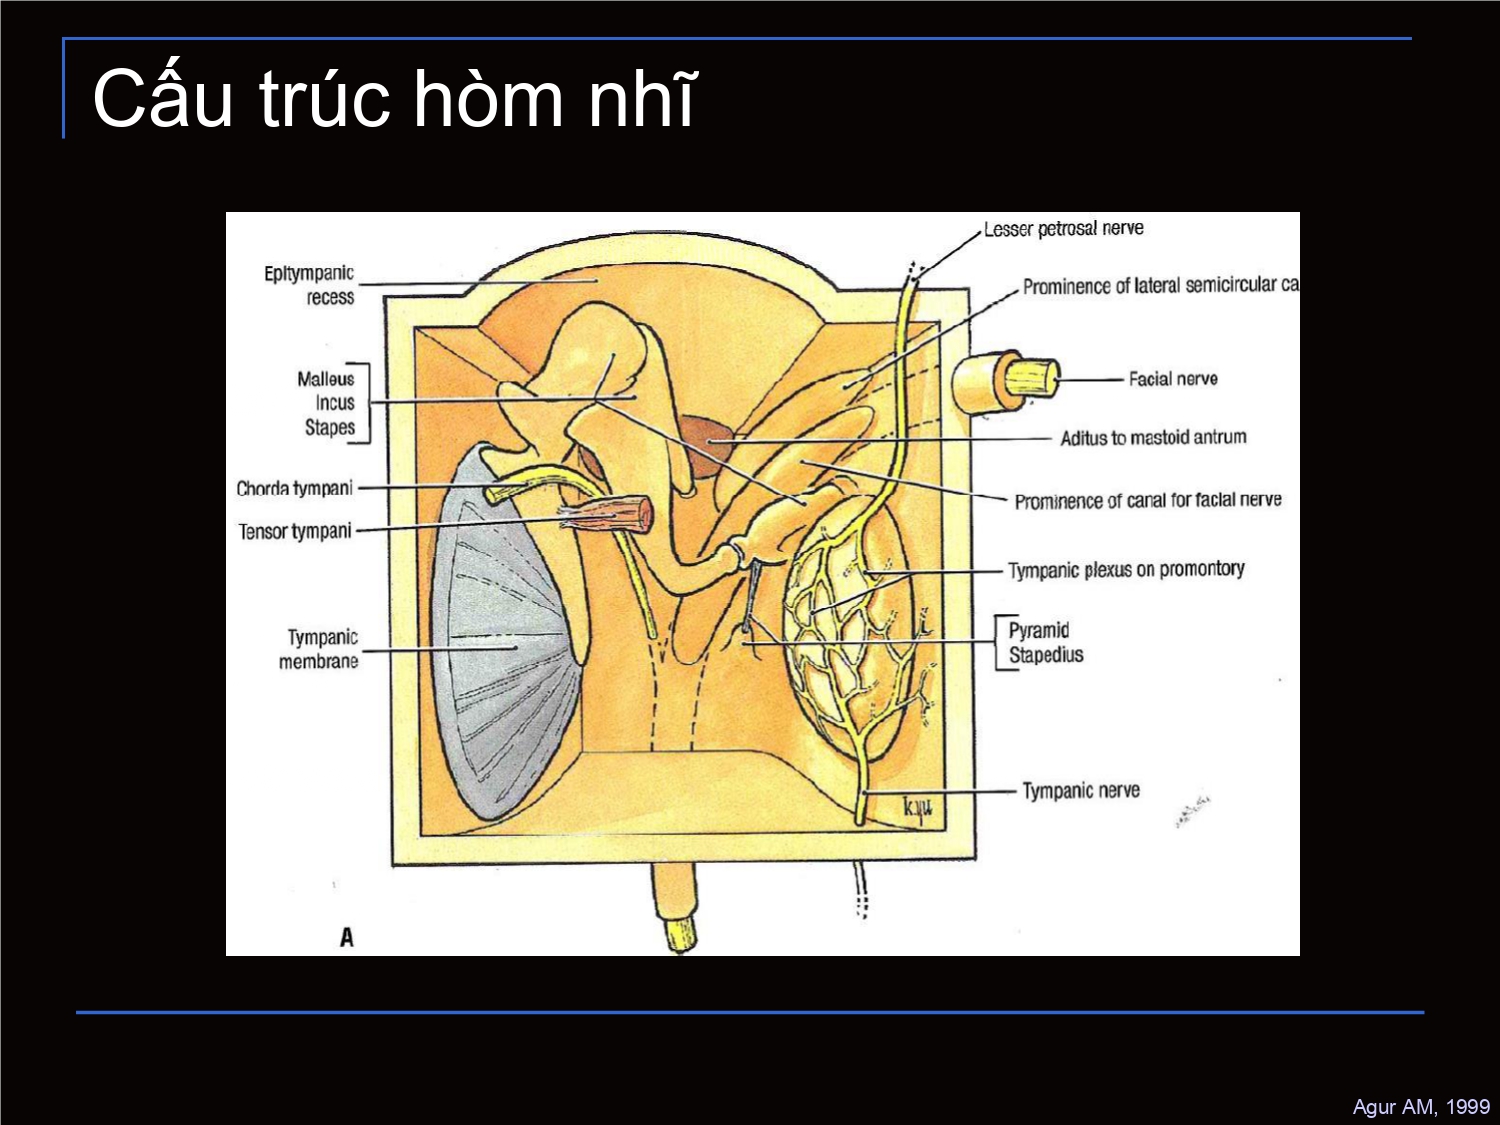 Cấu trúc hòm nhĩ
Lesser petrosal nerve
Epitympanic
recess
Prominence of lateral semicircular ca
Malleus
Incus
Stapes
Facial nerve
Aditus to mastoid antrum
Chorda tympani
Prominence of canal for facial nerve
Tensor tympani
Tympanic plexus on promontory
Tympanic
membrane
Pyramid
Stapedius
Tympanic nerve
k.yu
A
Agur AM, 1999